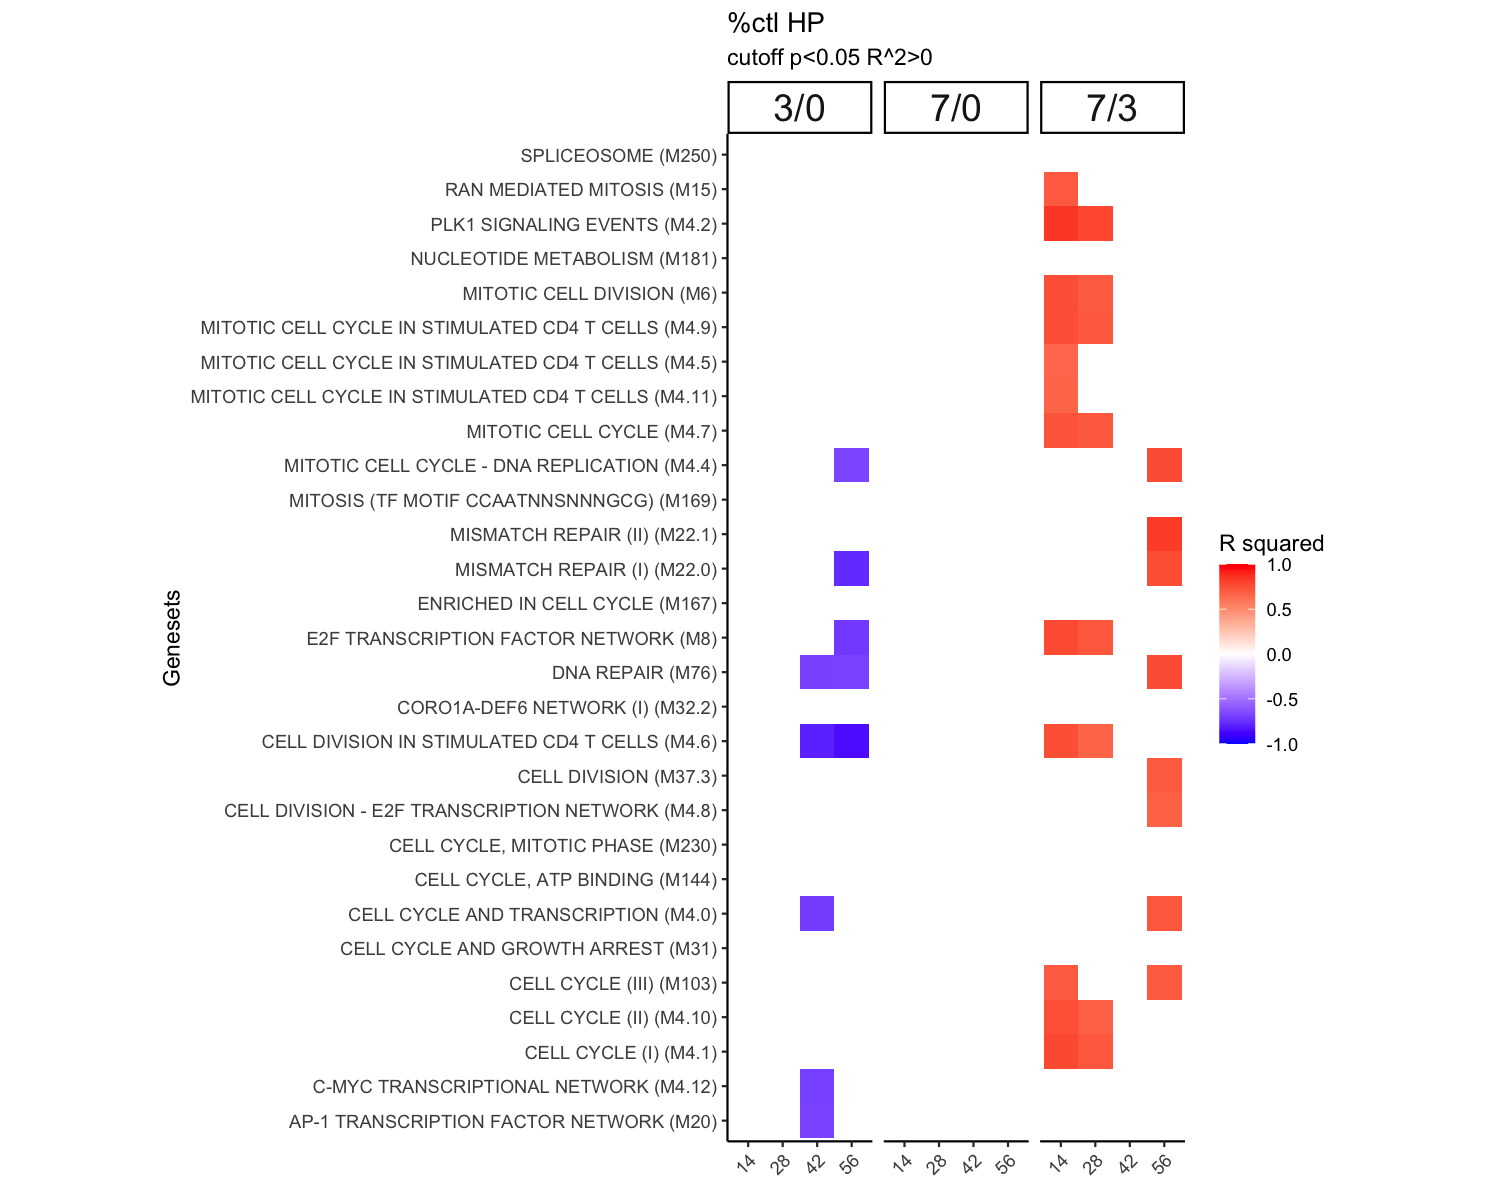 %ctl HP
cutoff p<0.05 R^2>0
3/0 7/0 7/3
SPLICEOSOME (M250)
RAN MEDIATED MITOSIS (M15)
PLK1 SIGNALING EVENTS (M4.2)
NUCLEOTIDE METABOLISM (M181)
MITOTIC CELL DIVISION (M6)
MITOTIC CELL CYCLE IN STIMULATED CD4 T CELLS (M4.9)
MITOTIC CELL CYCLE IN STIMULATED CD4 T CELLS (M4.5)
MITOTIC CELL CYCLE IN STIMULATED CD4 T CELLS (M4.11)
MITOTIC CELL CYCLE (M4.7)
MITOTIC CELL CYCLE - DNA REPLICATION (M4.4)
MITOSIS (TF MOTIF CCAATNNSNNNGCG) (M169)
MISMATCH REPAIR (II) (M22.1)
MISMATCH REPAIR (I) (M22.0)
ENRICHED IN CELL CYCLE (M167)
E2F TRANSCRIPTION FACTOR NETWORK (M8)
DNA REPAIR (M76)
CORO1A-DEF6 NETWORK (I) (M32.2)
CELL DIVISION IN STIMULATED CD4 T CELLS (M4.6)
CELL DIVISION (M37.3)
CELL DIVISION - E2F TRANSCRIPTION NETWORK (M4.8)
CELL CYCLE, MITOTIC PHASE (M230)
CELL CYCLE, ATP BINDING (M144)
CELL CYCLE AND TRANSCRIPTION (M4.0)
CELL CYCLE AND GROWTH ARREST (M31)
CELL CYCLE (III) (M103)
CELL CYCLE (II) (M4.10)
CELL CYCLE (I) (M4.1)
C-MYC TRANSCRIPTIONAL NETWORK (M4.12)
AP-1 TRANSCRIPTION FACTOR NETWORK (M20)
Genesets
14 28 42 56 14 28 42 56 14 28 42 56
R squared
1.0
0.5
0.0
-0.5
-1.0